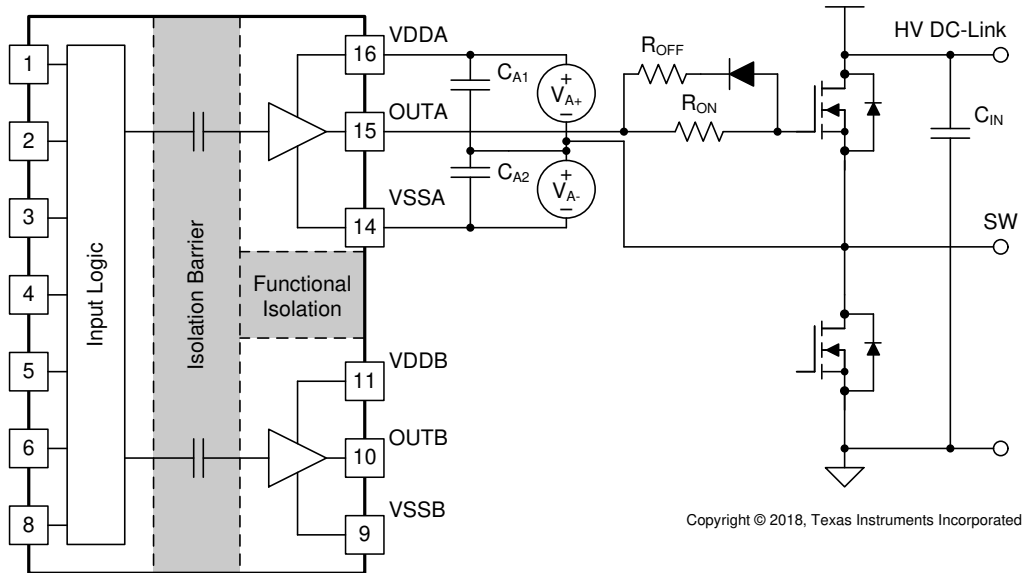 1
2
3
4
5
6
8
Input Logic
Isolation Barrier
Functional
Isolation
16
VDDA
15
OUTA
14
VSSA
11
VDDB
10
OUTB
9
VSSB
CA1
CA2
+
VA+
−
+
VA-
−
ROFF
RON
HV DC-Link
CIN
SW
Copyright © 2018, Texas Instruments Incorporated